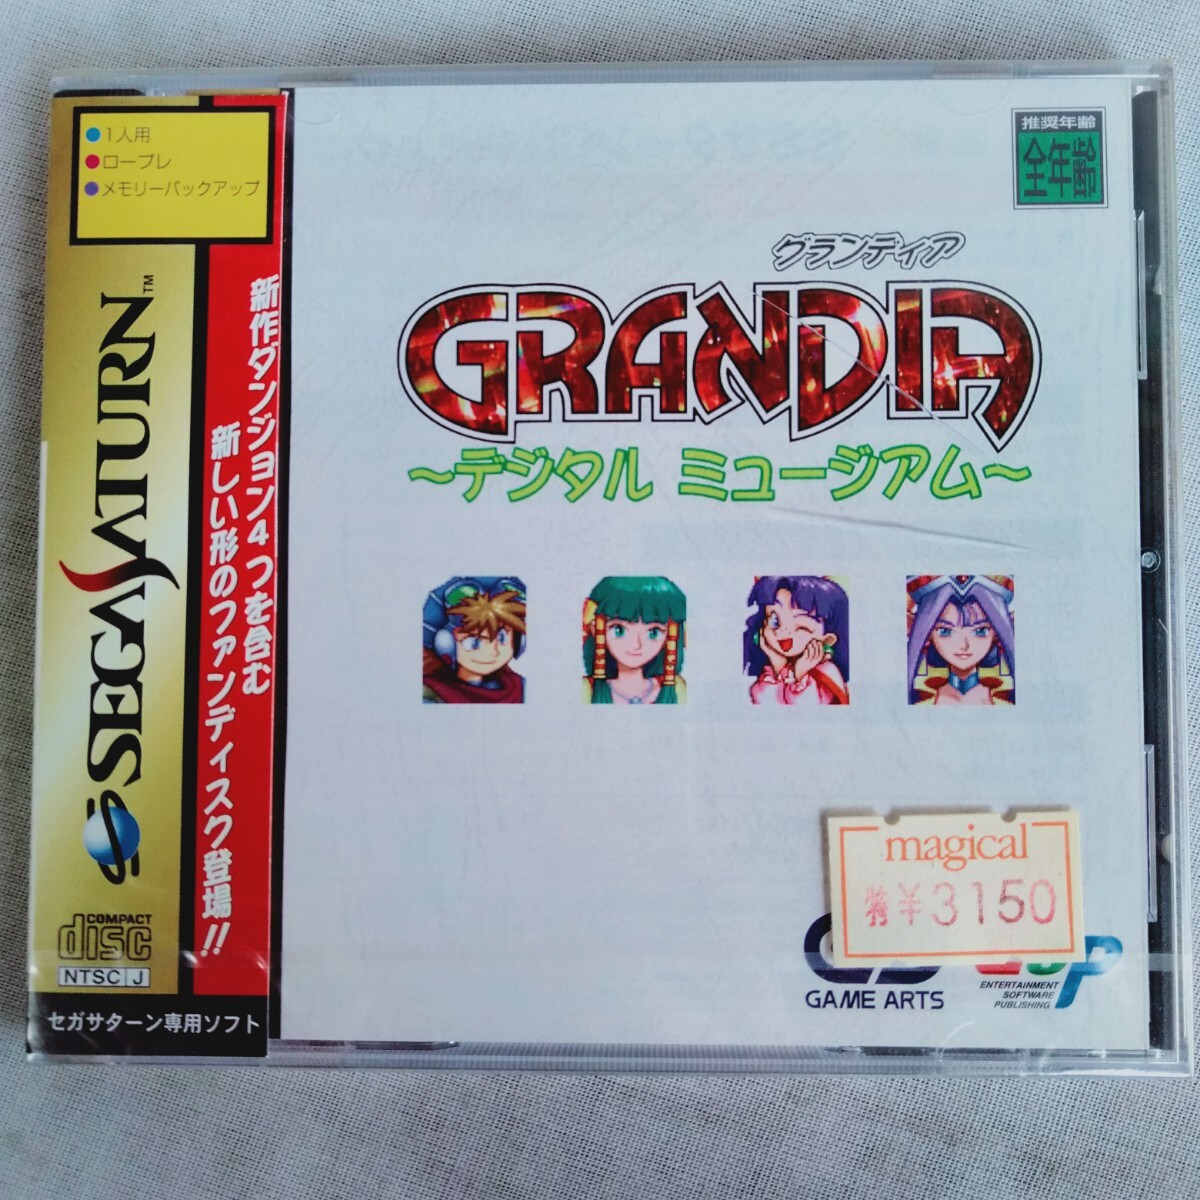 1人用
ロープレ
メモリーバックアップ
SEGA SATURN™
新作ダンジョン4つを含む
新しい形のファンディスク登場!!
COMPACT
disc
NTSC J
セガサターン専用ソフト
推奨年齢
全年齢
グランディア
GRANDIA
〜デジタル ミュージアム〜
magical
¥3150
GAME ARTS
ENTERTAINMENT
SOFTWARE
PUBLISHING